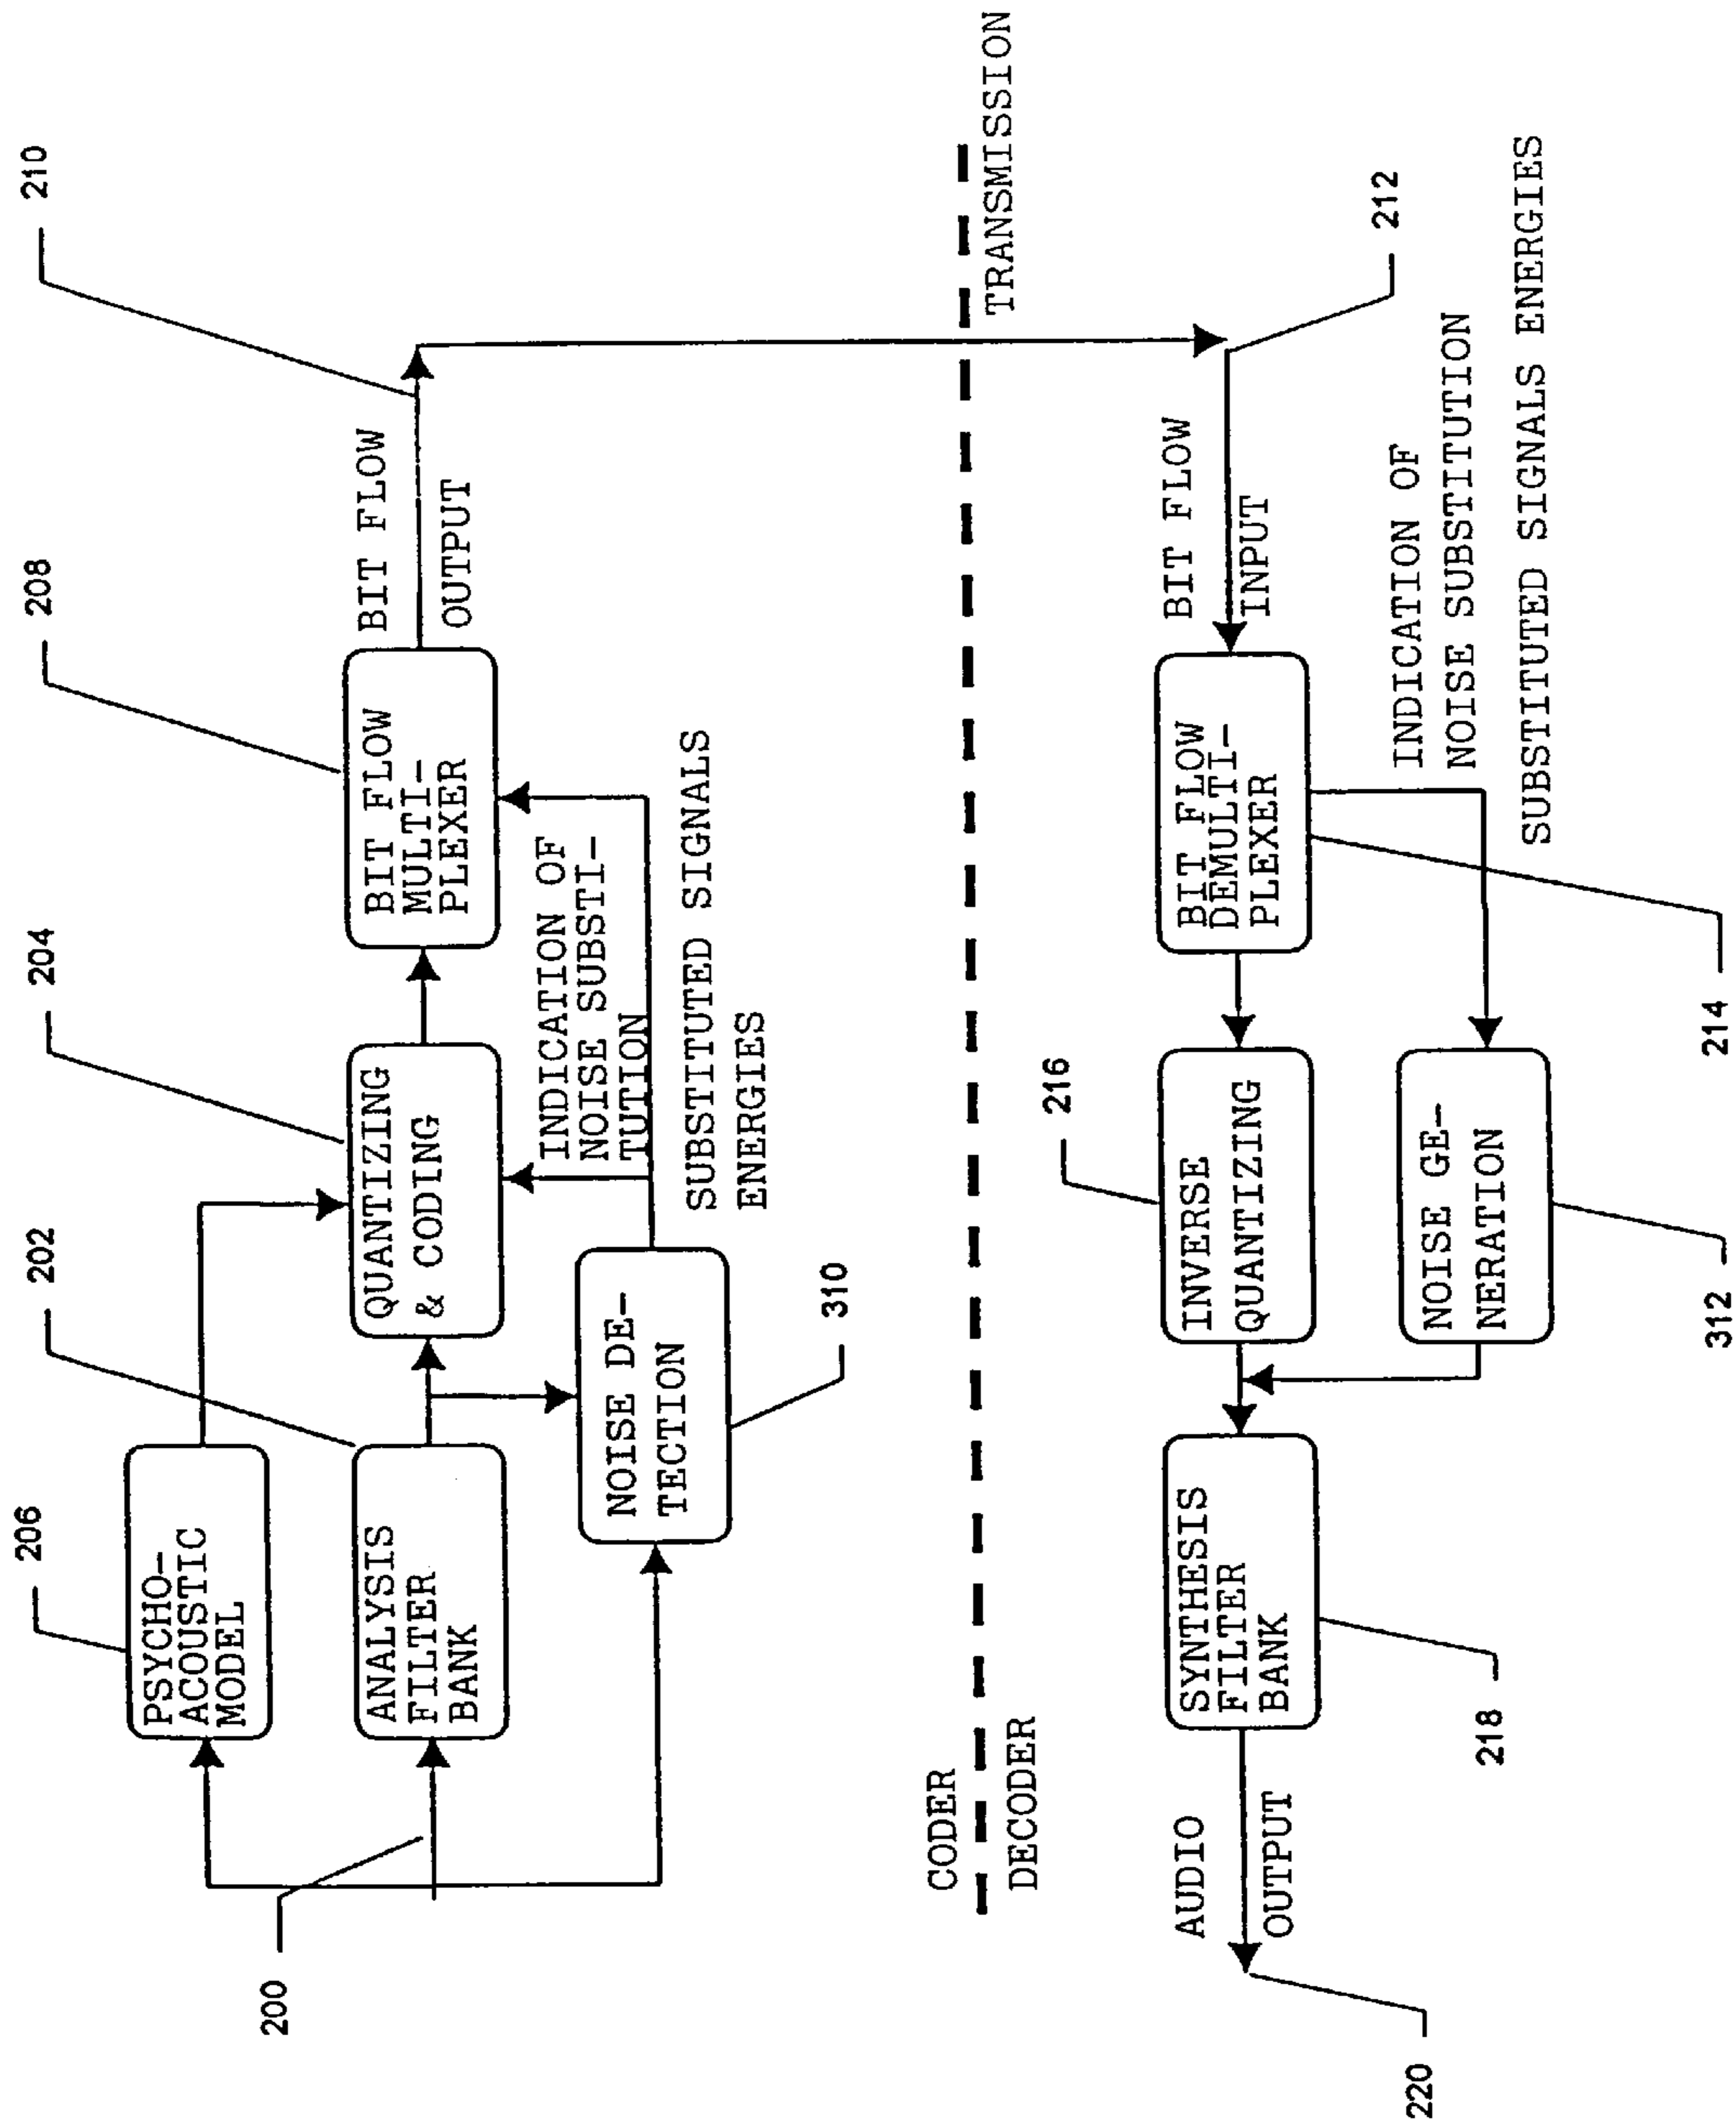 210
208
204
202
206
PSYCHO-
ACOUSTIC
MODEL
200
ANALYSIS
FILTER
BANK
QUANTIZING
& CODING
BIT FLOW
MULTI-
PLEXER
BIT FLOW
OUTPUT
NOISE DE-
TECTION
310
INDICATION OF
NOISE SUBSTI-
TUTION
SUBSTITUTED SIGNALS
ENERGIES
CODER
DECODER
TRANSMISSION
AUDIO
OUTPUT
220
SYNTHESIS
FILTER
BANK
218
216
INVERSE
QUANTIZING
NOISE GE-
NERATION
312
BIT FLOW
DEMULTI-
PLEXER
214
BIT FLOW
INPUT
212
INDICATION OF
NOISE SUBSTITUTION
SUBSTITUTED SIGNALS ENERGIES